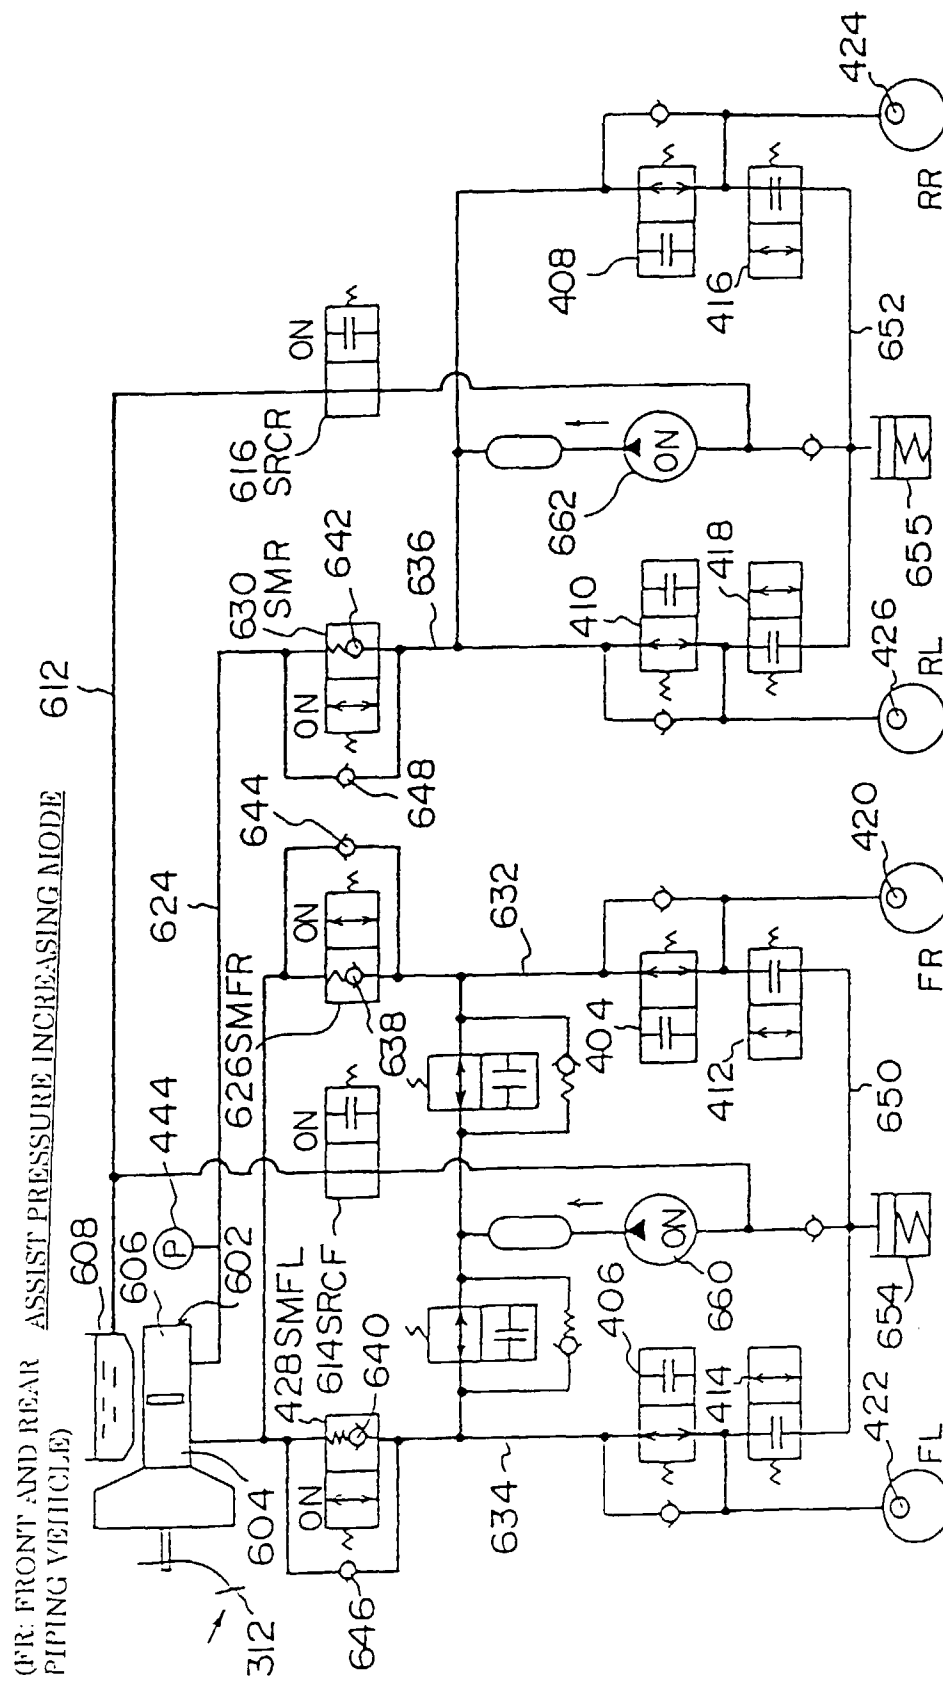 (FR: FRONT AND REAR
PIPING VEHICLE)
ASSIST PRESSURE INCREASING MODE
608
606
444
602
624
612
604
312
428SMFL
614SRCF
ON
640
646
ON
626SMFR
638
ON
644
630
SMR
ON
642
648
616
SRCR
ON
P
634
632
636
406
414
660
ON
404
412
410
418
662
ON
408
416
422
FL
654
650
420
FR
426
RL
655
652
424
RR